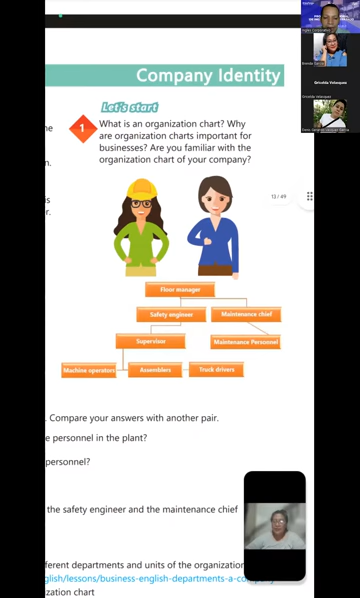 Company Identity
Let's start
1
What is an organization chart? Why
are organization charts important for
businesses? Are you familiar with the
organization chart of your company?
13 / 49
Floor manager
Safety engineer
Maintenance chief
Supervisor
Maintenance Personnel
Machine operators
Assemblers
Truck drivers
. Compare your answers with another pair.
e personnel in the plant?
personnel?
the safety engineer and the maintenance chief
ferent departments and units of the organization
glish/lessons/business-english-departments-a-company
zation chart
Griselda Velasquez